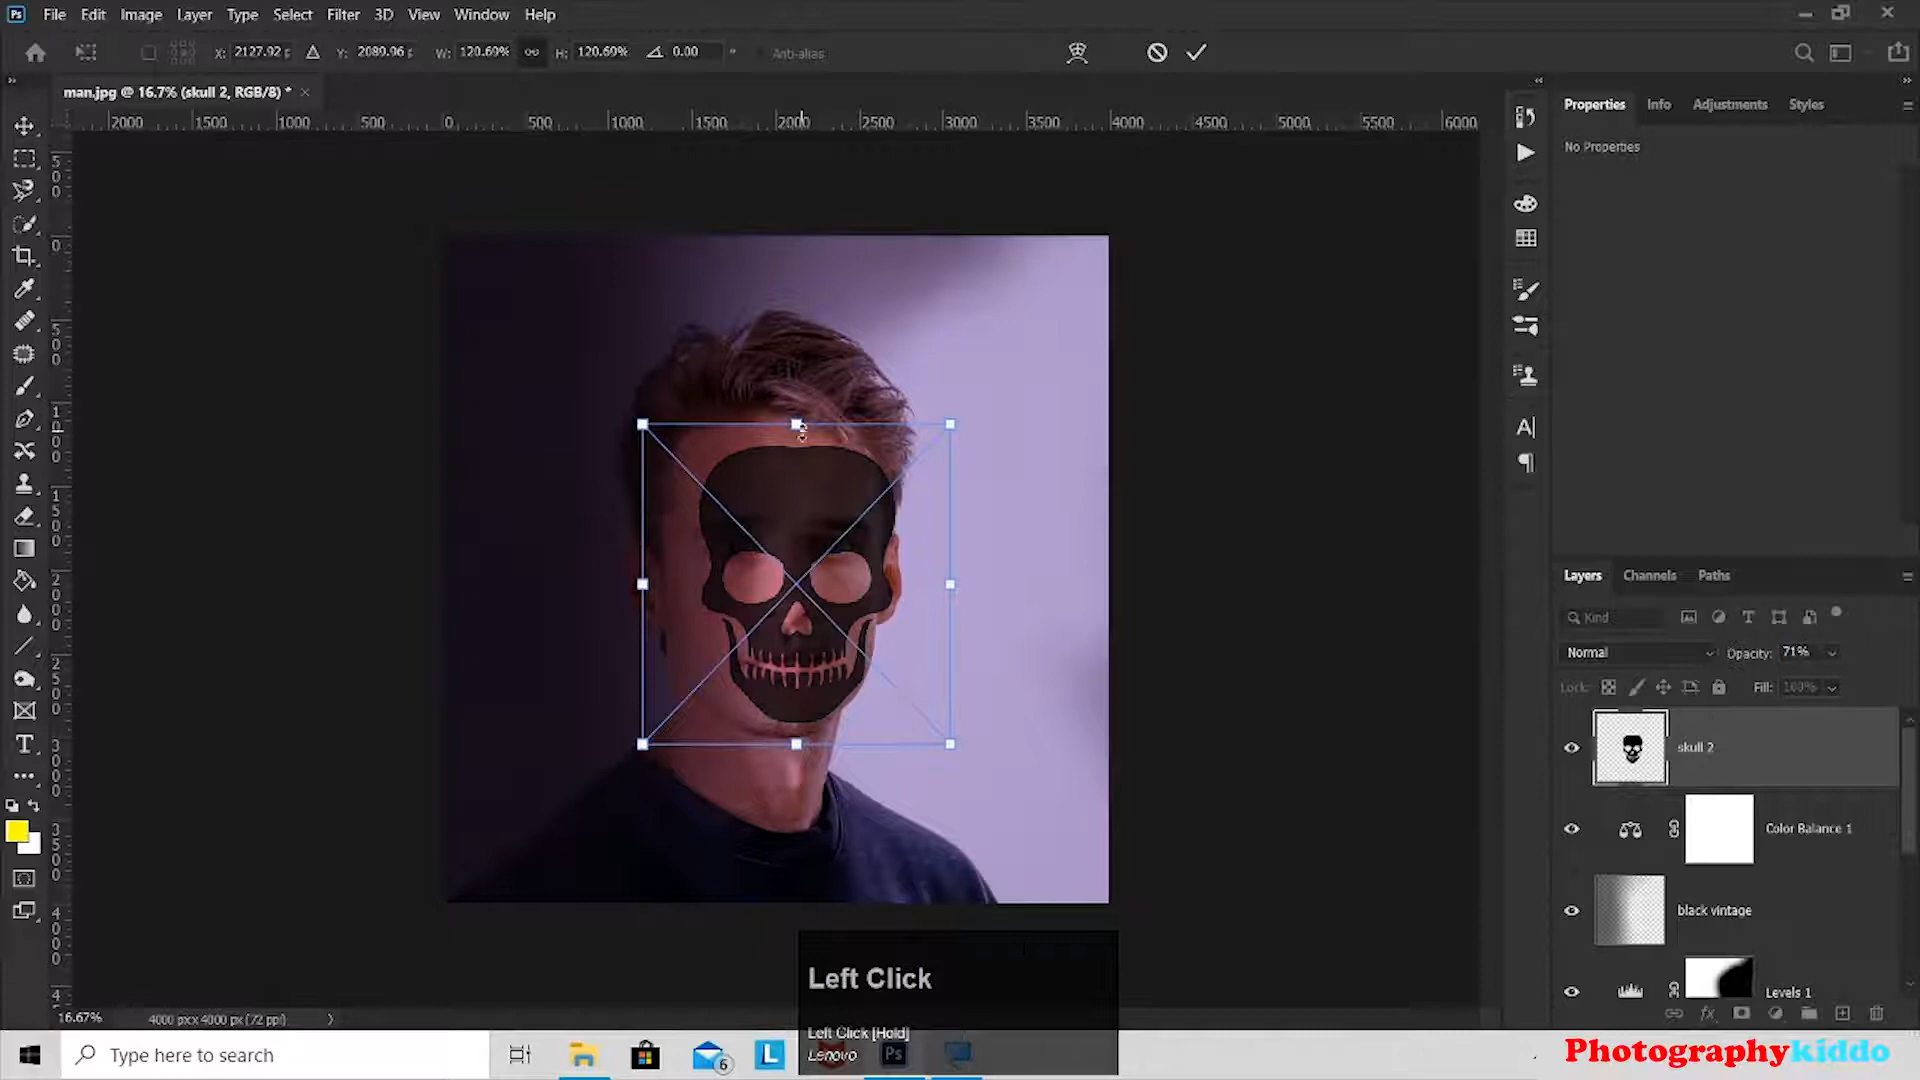 Ps File Edit Image Layer Type Select Filter 3D View Window Help
X: 2127.92 Y: 2089.96 W: 120.69% H: 120.69% 0.00 ° Anti-alias
man.jpg @ 16.7% (skull 2, RGB/8) *
2000 1500 1000 500 0 500 1000 1500 2000 2500 3000 3500 4000 4500 5000 5500 6000
Properties Info Adjustments Styles
No Properties
Layers Channels Paths
Kind
Normal Opacity: 71%
Lock: Fill: 100%
skull 2
Color Balance 1
black vintage
Levels 1
16.67% 4000 px x 4000 px (72 ppi)
Left Click
Left Click [Hold]
Lenovo
Type here to search
6
L
Ps
Photographykiddo